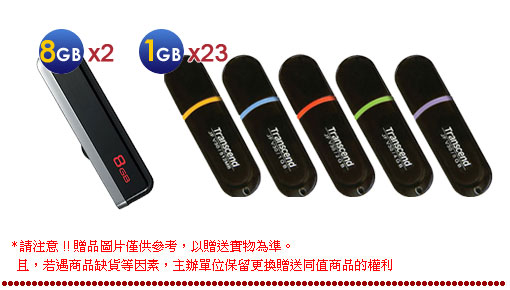 8GB x2 1GB x23
8GB
Transcend
Transcend
Transcend
Transcend
Transcend
*請注意!!贈品圖片僅供參考，以贈送實物為準。
且，若遇商品缺貨等因素，主辦單位保留更換贈送同值商品的權利